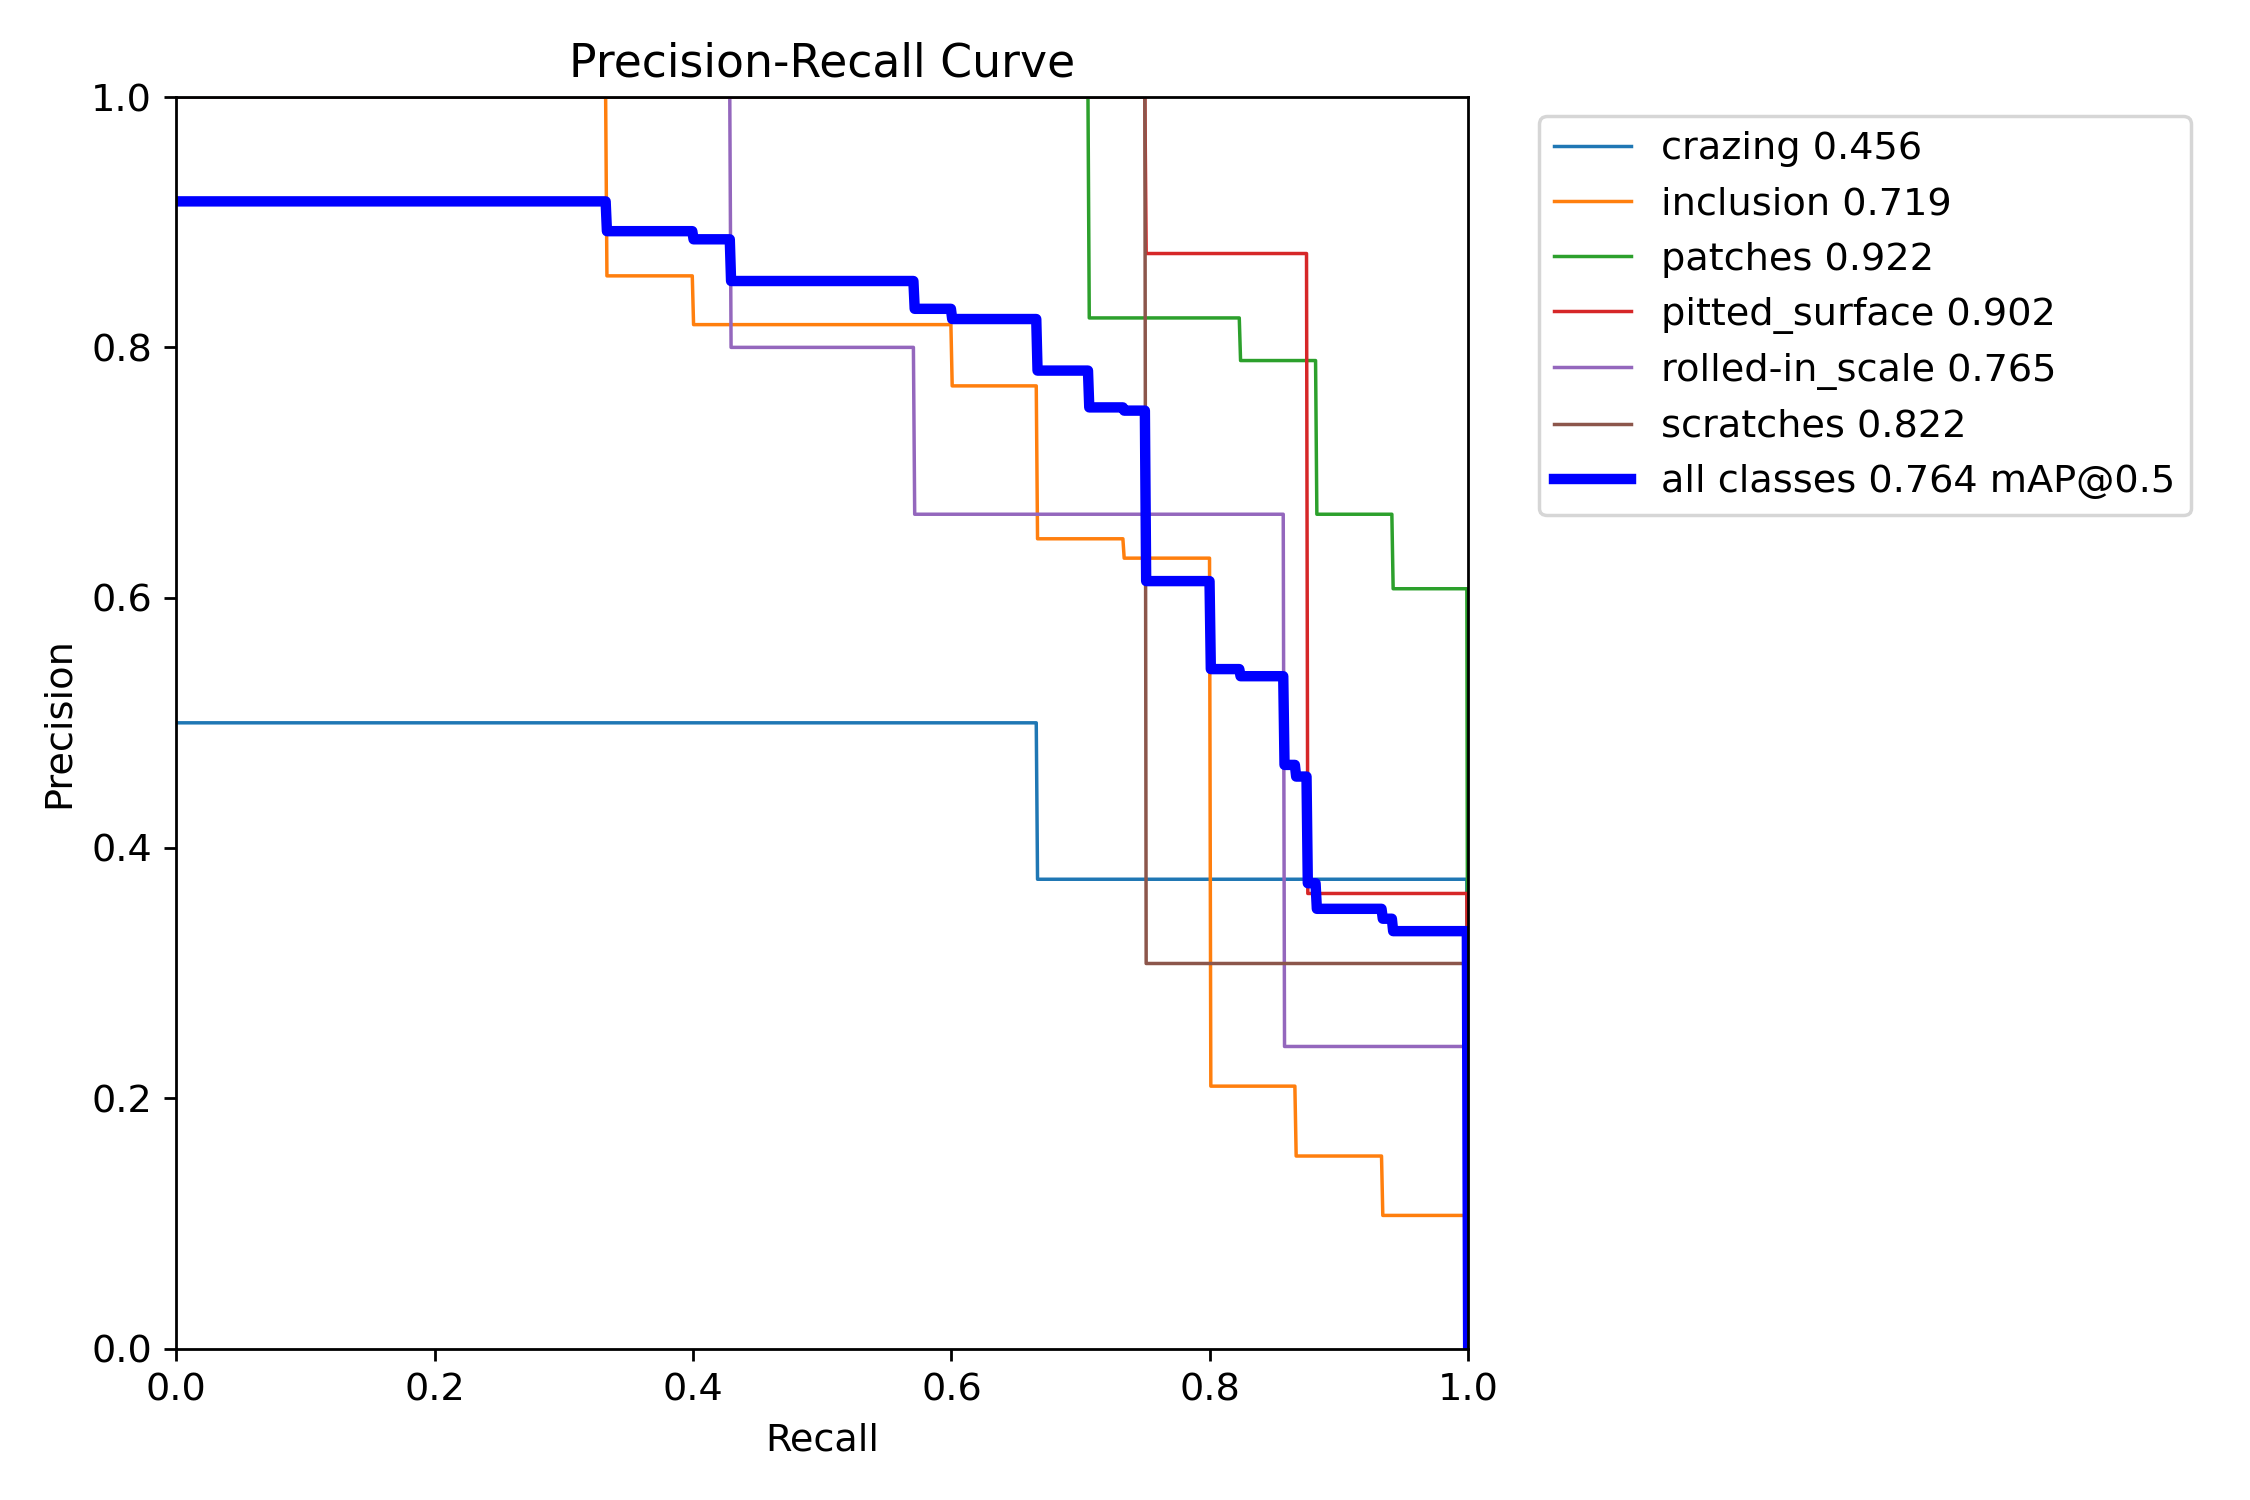 Precision-Recall Curve
1.0
0.8
0.6
0.4
0.2
0.0
Precision
0.0 0.2 0.4 0.6 0.8 1.0
Recall
crazing 0.456
inclusion 0.719
patches 0.922
pitted_surface 0.902
rolled-in_scale 0.765
scratches 0.822
all classes 0.764 mAP@0.5